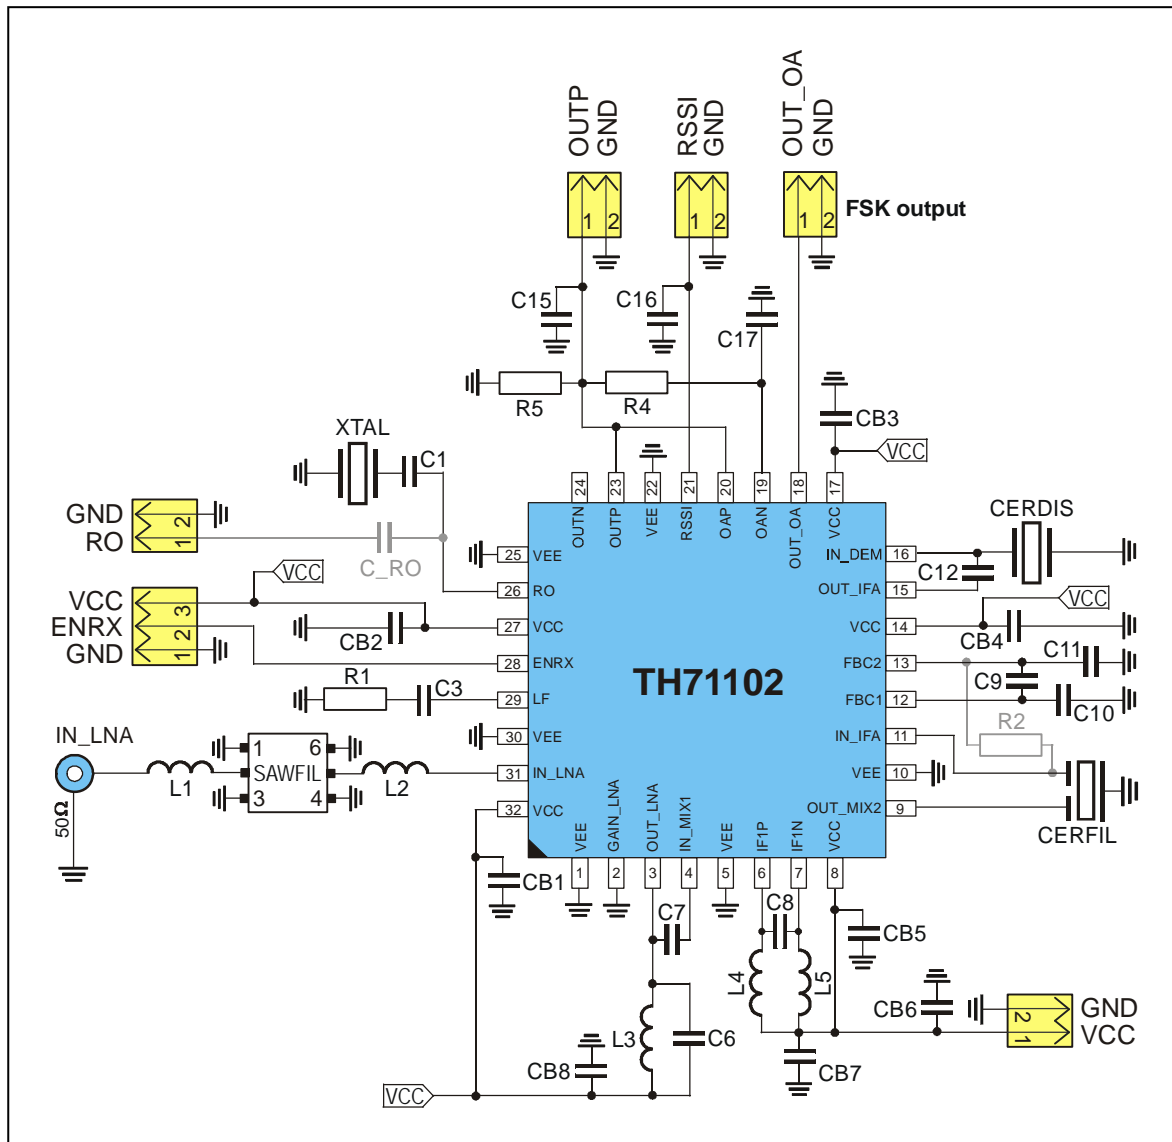 OUTP
GND
RSSI
GND
OUT_OA
GND
1
2
1
2
1
2
FSK output
C15
C16
C17
R5
R4
CB3
VCC
XTAL
C1
GND
RO
2
1
C_RO
VCC
VCC
ENRX
GND
3
2
1
CB2
R1
C3
IN_LNA
50Ω
L1
SAWFIL
1
6
3
4
L2
24
23
22
21
20
19
18
17
OUTN
OUTP
VEE
RSSI
OAP
OAN
OUT_OA
VCC
25
VEE
26
RO
27
VCC
28
ENRX
29
LF
30
VEE
31
IN_LNA
32
VCC
TH71102
IN_DEM
16
OUT_IFA
15
VCC
14
FBC2
13
FBC1
12
IN_IFA
11
VEE
10
OUT_MIX2
9
VEE
GAIN_LNA
OUT_LNA
IN_MIX1
VEE
IF1P
IF1N
VCC
1
2
3
4
5
6
7
8
CERDIS
C12
VCC
CB4
C11
C9
C10
R2
CERFIL
CB1
C7
C8
CB5
L4
L5
CB6
GND
VCC
2
1
L3
C6
CB8
CB7
VCC